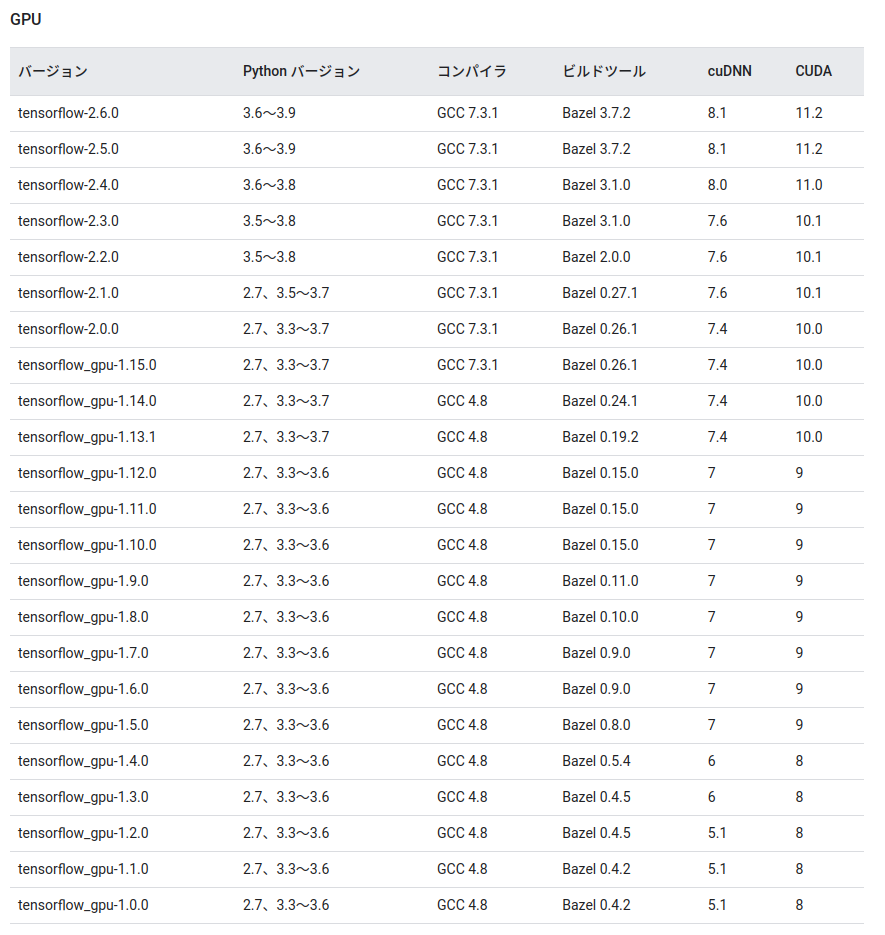 GPU
バージョン Python バージョン コンパイラ ビルドツール cuDNN CUDA
tensorflow-2.6.0 3.6～3.9 GCC 7.3.1 Bazel 3.7.2 8.1 11.2
tensorflow-2.5.0 3.6～3.9 GCC 7.3.1 Bazel 3.7.2 8.1 11.2
tensorflow-2.4.0 3.6～3.8 GCC 7.3.1 Bazel 3.1.0 8.0 11.0
tensorflow-2.3.0 3.5～3.8 GCC 7.3.1 Bazel 3.1.0 7.6 10.1
tensorflow-2.2.0 3.5～3.8 GCC 7.3.1 Bazel 2.0.0 7.6 10.1
tensorflow-2.1.0 2.7、3.5～3.7 GCC 7.3.1 Bazel 0.27.1 7.6 10.1
tensorflow-2.0.0 2.7、3.3～3.7 GCC 7.3.1 Bazel 0.26.1 7.4 10.0
tensorflow_gpu-1.15.0 2.7、3.3～3.7 GCC 7.3.1 Bazel 0.26.1 7.4 10.0
tensorflow_gpu-1.14.0 2.7、3.3～3.7 GCC 4.8 Bazel 0.24.1 7.4 10.0
tensorflow_gpu-1.13.1 2.7、3.3～3.7 GCC 4.8 Bazel 0.19.2 7.4 10.0
tensorflow_gpu-1.12.0 2.7、3.3～3.6 GCC 4.8 Bazel 0.15.0 7 9
tensorflow_gpu-1.11.0 2.7、3.3～3.6 GCC 4.8 Bazel 0.15.0 7 9
tensorflow_gpu-1.10.0 2.7、3.3～3.6 GCC 4.8 Bazel 0.15.0 7 9
tensorflow_gpu-1.9.0 2.7、3.3～3.6 GCC 4.8 Bazel 0.11.0 7 9
tensorflow_gpu-1.8.0 2.7、3.3～3.6 GCC 4.8 Bazel 0.10.0 7 9
tensorflow_gpu-1.7.0 2.7、3.3～3.6 GCC 4.8 Bazel 0.9.0 7 9
tensorflow_gpu-1.6.0 2.7、3.3～3.6 GCC 4.8 Bazel 0.9.0 7 9
tensorflow_gpu-1.5.0 2.7、3.3～3.6 GCC 4.8 Bazel 0.8.0 7 9
tensorflow_gpu-1.4.0 2.7、3.3～3.6 GCC 4.8 Bazel 0.5.4 6 8
tensorflow_gpu-1.3.0 2.7、3.3～3.6 GCC 4.8 Bazel 0.4.5 6 8
tensorflow_gpu-1.2.0 2.7、3.3～3.6 GCC 4.8 Bazel 0.4.5 5.1 8
tensorflow_gpu-1.1.0 2.7、3.3～3.6 GCC 4.8 Bazel 0.4.2 5.1 8
tensorflow_gpu-1.0.0 2.7、3.3～3.6 GCC 4.8 Bazel 0.4.2 5.1 8